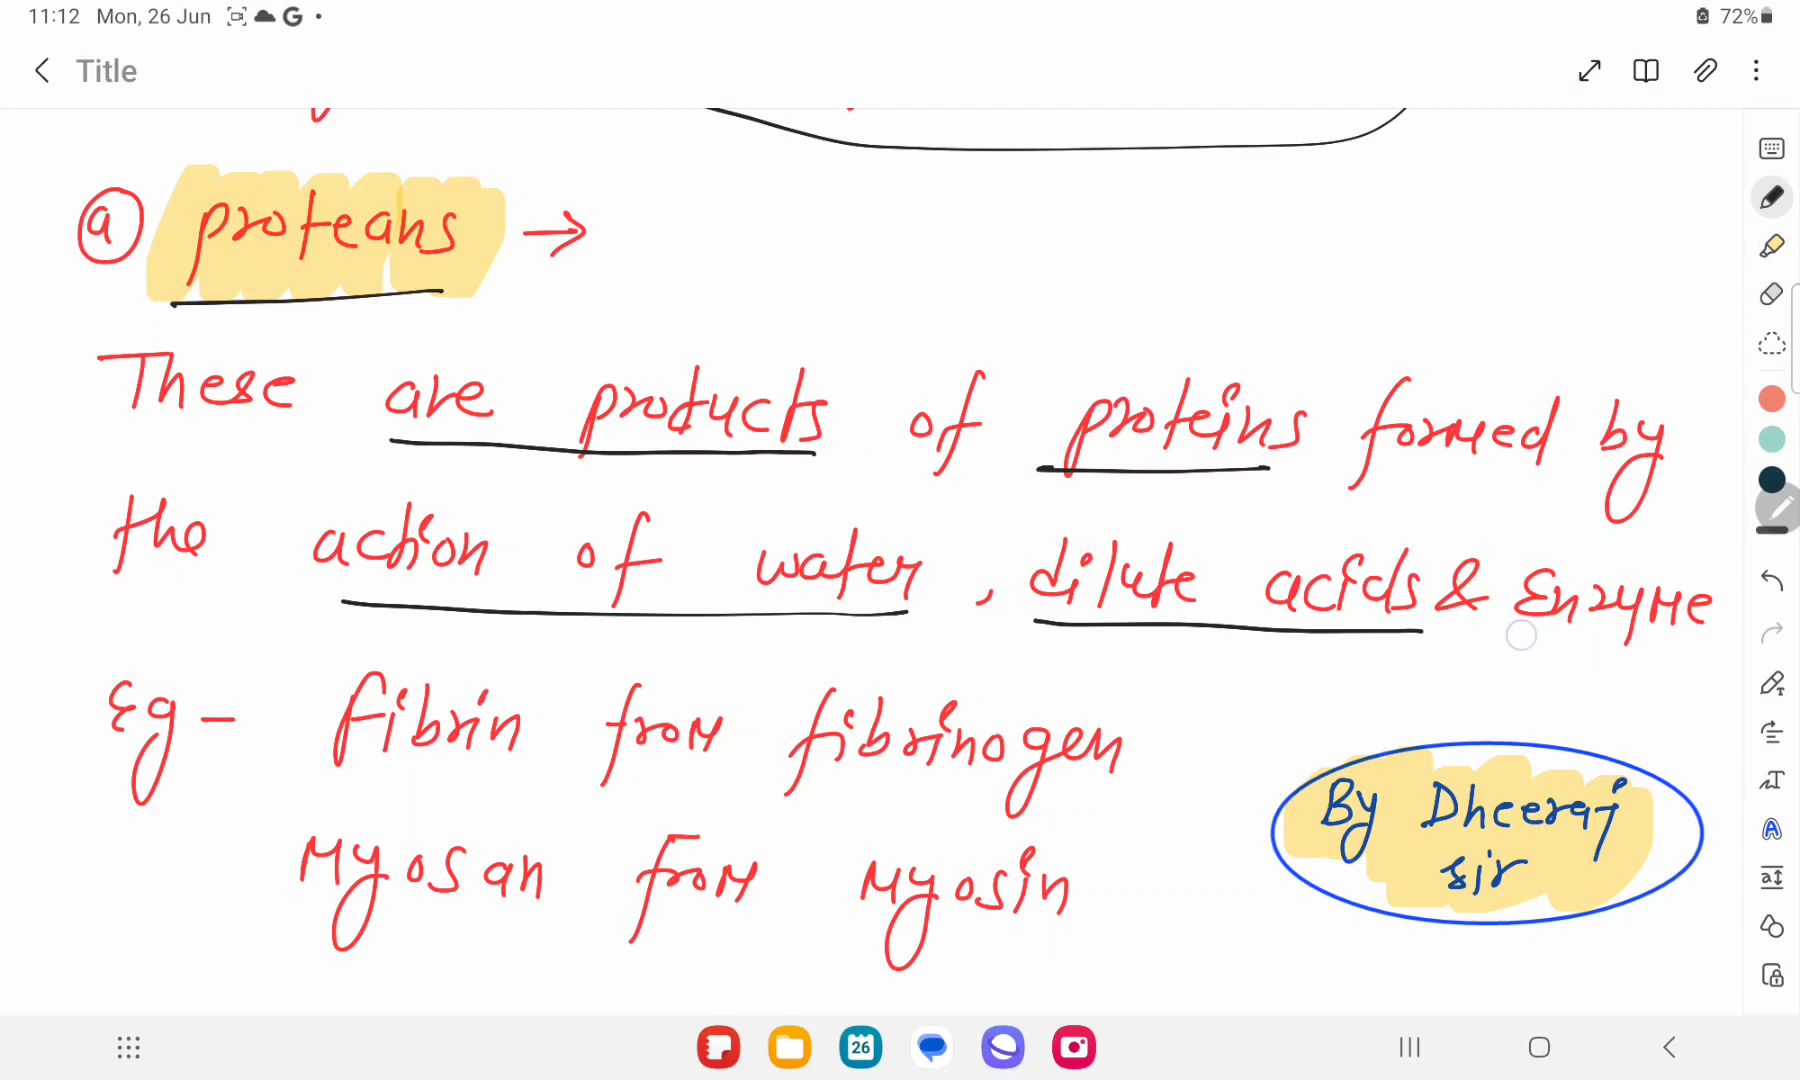 11:12 Mon, 26 Jun
72%
Title
a proteans →
These are products of proteins formed by
the action of water, dilute acids & Enzyme
Eg - Fibrin from fibrinogen
Myosan from Myosin
By Dheeraj
sir
26